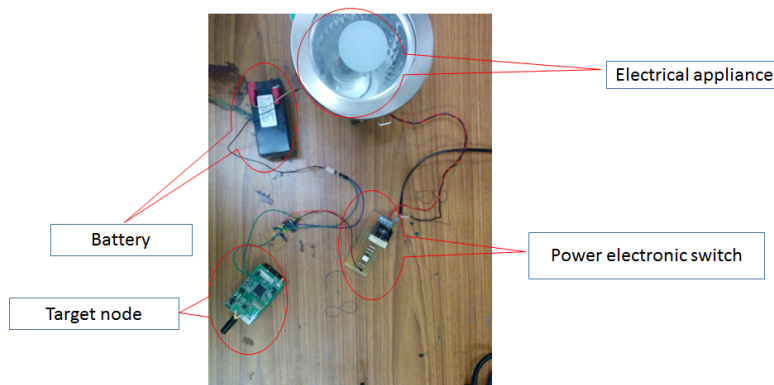 Electrical appliance
Battery
Power electronic switch
Target node